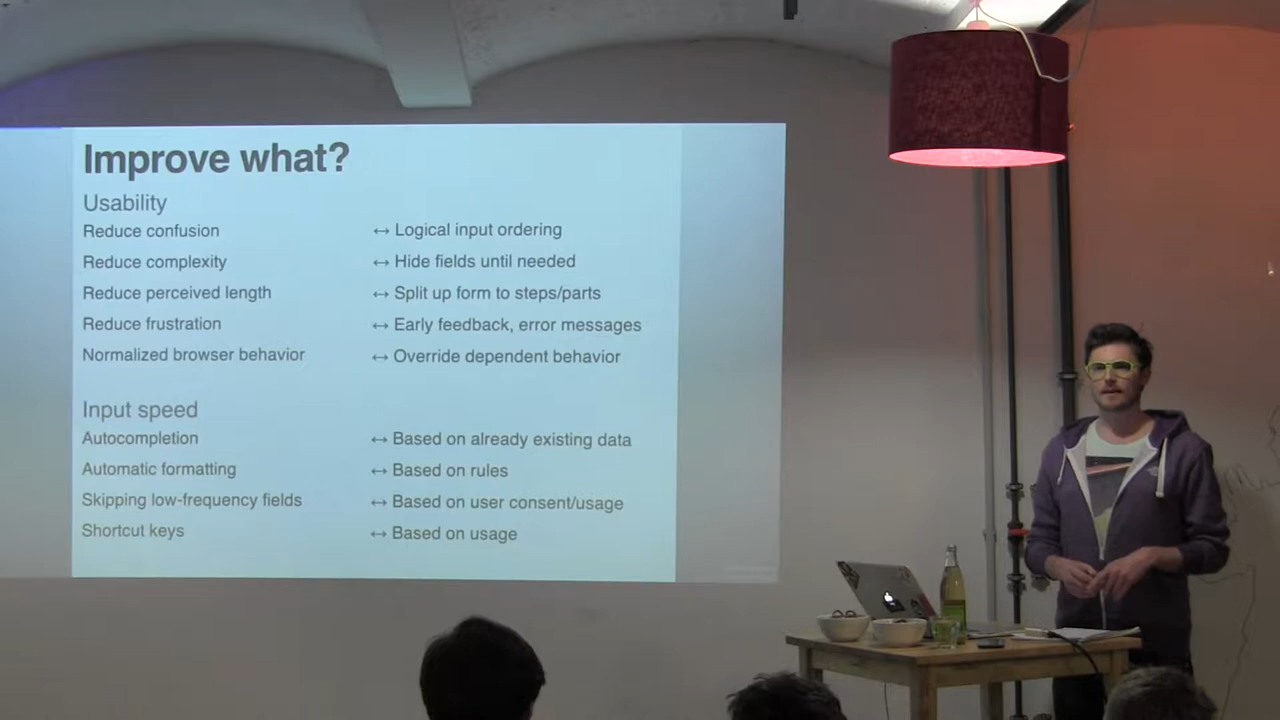 Improve what?
Usability
Reduce confusion ↔ Logical input ordering
Reduce complexity ↔ Hide fields until needed
Reduce perceived length ↔ Split up form to steps/parts
Reduce frustration ↔ Early feedback, error messages
Normalized browser behavior ↔ Override dependent behavior
Input speed
Autocompletion ↔ Based on already existing data
Automatic formatting ↔ Based on rules
Skipping low-frequency fields ↔ Based on user consent/usage
Shortcut keys ↔ Based on usage